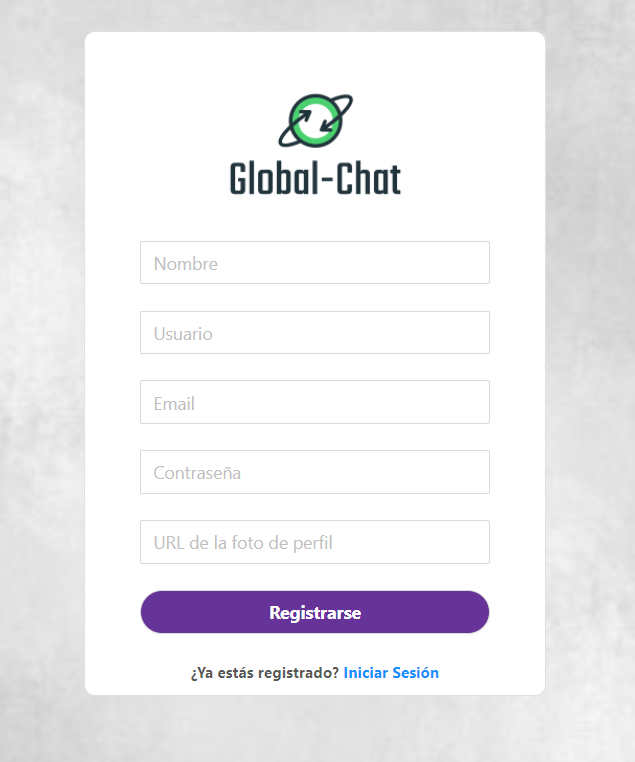 Global-Chat
Nombre
Usuario
Email
Contraseña
URL de la foto de perfil
Registrarse
¿Ya estás registrado? Iniciar Sesión